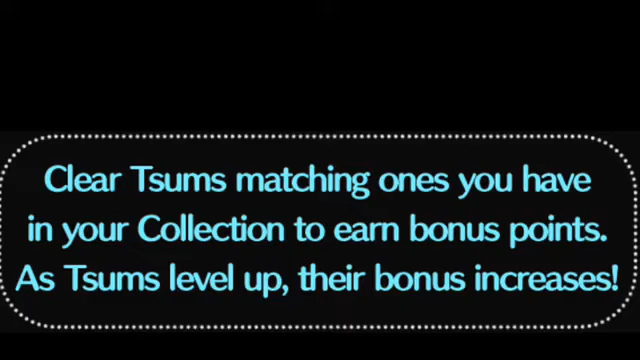 Clear Tsums matching ones you have
in your Collection to earn bonus points.
As Tsums level up, their bonus increases!